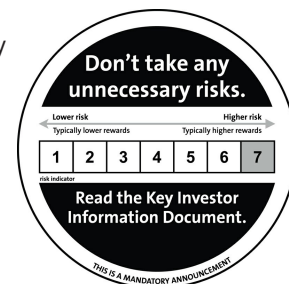 Don't take any
unnecessary risks.
Lower risk Higher risk
Typically lower rewards Typically higher rewards
1 2 3 4 5 6 7
risk indicator
Read the Key Investor
Information Document.
THIS IS A MANDATORY ANNOUNCEMENT